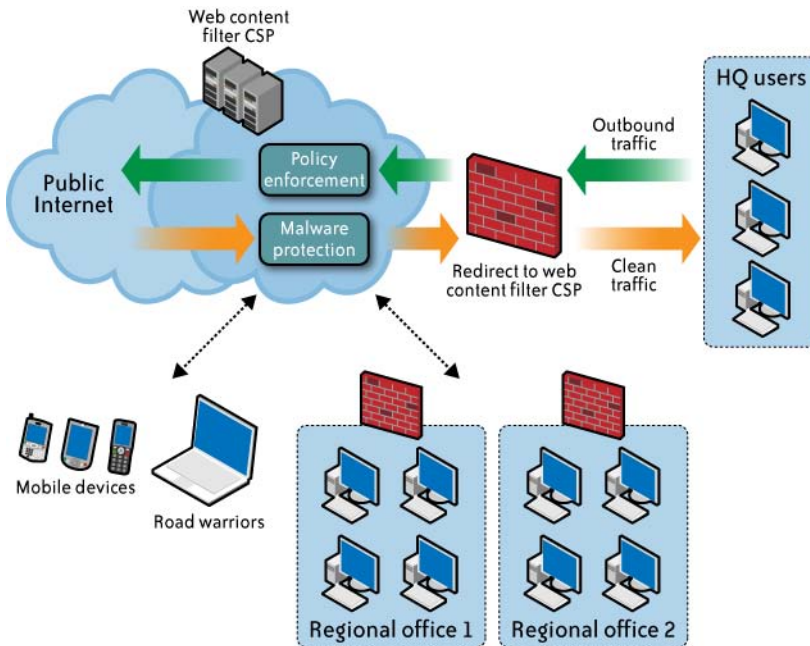 Web content
filter CSP
HQ users
Outbound
traffic
Policy
enforcement
Public
Internet
Malware
protection
Redirect to web
content filter CSP
Clean
traffic
Mobile devices
Road warriors
Regional office 1
Regional office 2